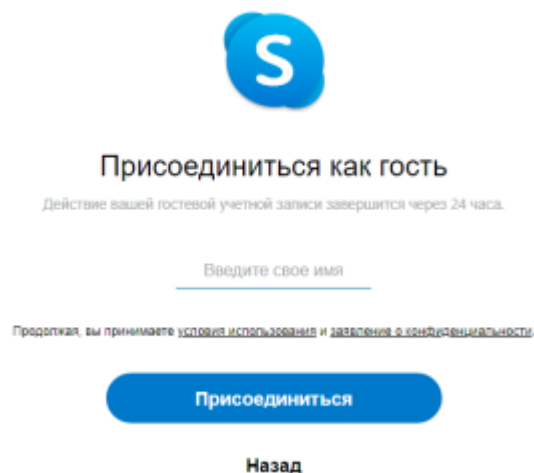 S
Присоединиться как гость
Действие вашей гостевой учетной записи завершится через 24 часа.
Введите свое имя
Продолжая, вы принимаете условия использования и заявление о конфиденциальности.
Присоединиться
Назад